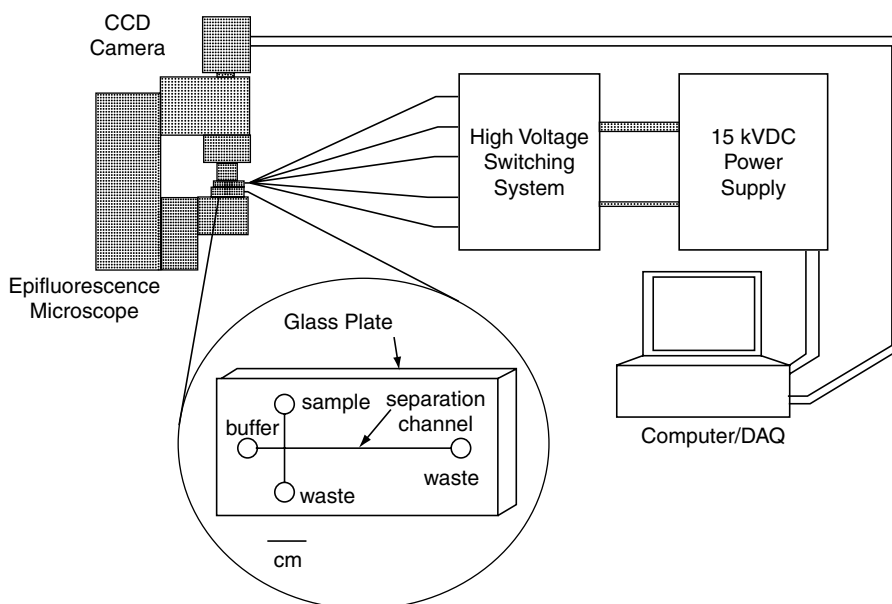 CCD
Camera
High Voltage
Switching
System
15 kVDC
Power
Supply
Epifluorescence
Microscope
Glass Plate
sample
separation
channel
buffer
waste
waste
cm
Computer/DAQ